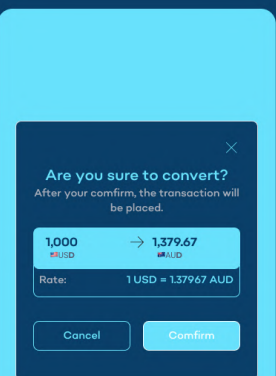 Are you sure to convert?
After your comfirm, the transaction will
be placed.
1,000 → 1,379.67
USD AUD
Rate: 1 USD = 1.37967 AUD
Cancel Comfirm